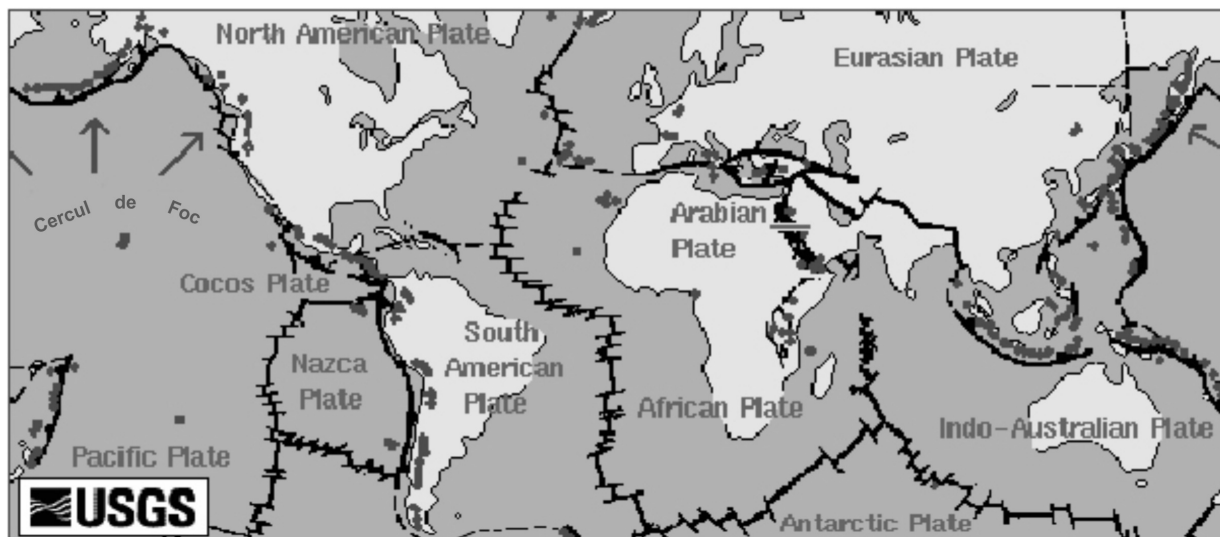 North American Plate
Eurasian Plate
Cercul de Foc
Arabian
Plate
Cocos Plate
South
American
Plate
Nazca
Plate
African Plate
Indo-Australian Plate
Pacific Plate
USGS
Antarctic Plate